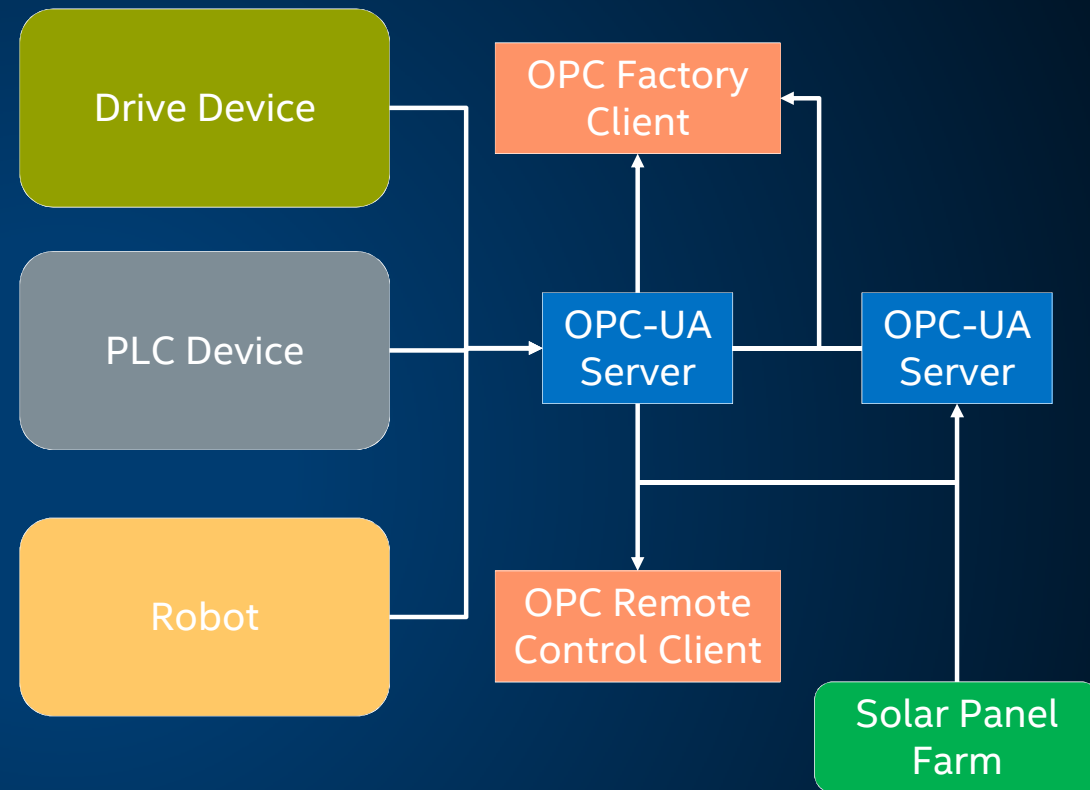 Drive Device
OPC Factory
Client
PLC Device
OPC-UA
Server
OPC-UA
Server
Robot
OPC Remote
Control Client
Solar Panel
Farm